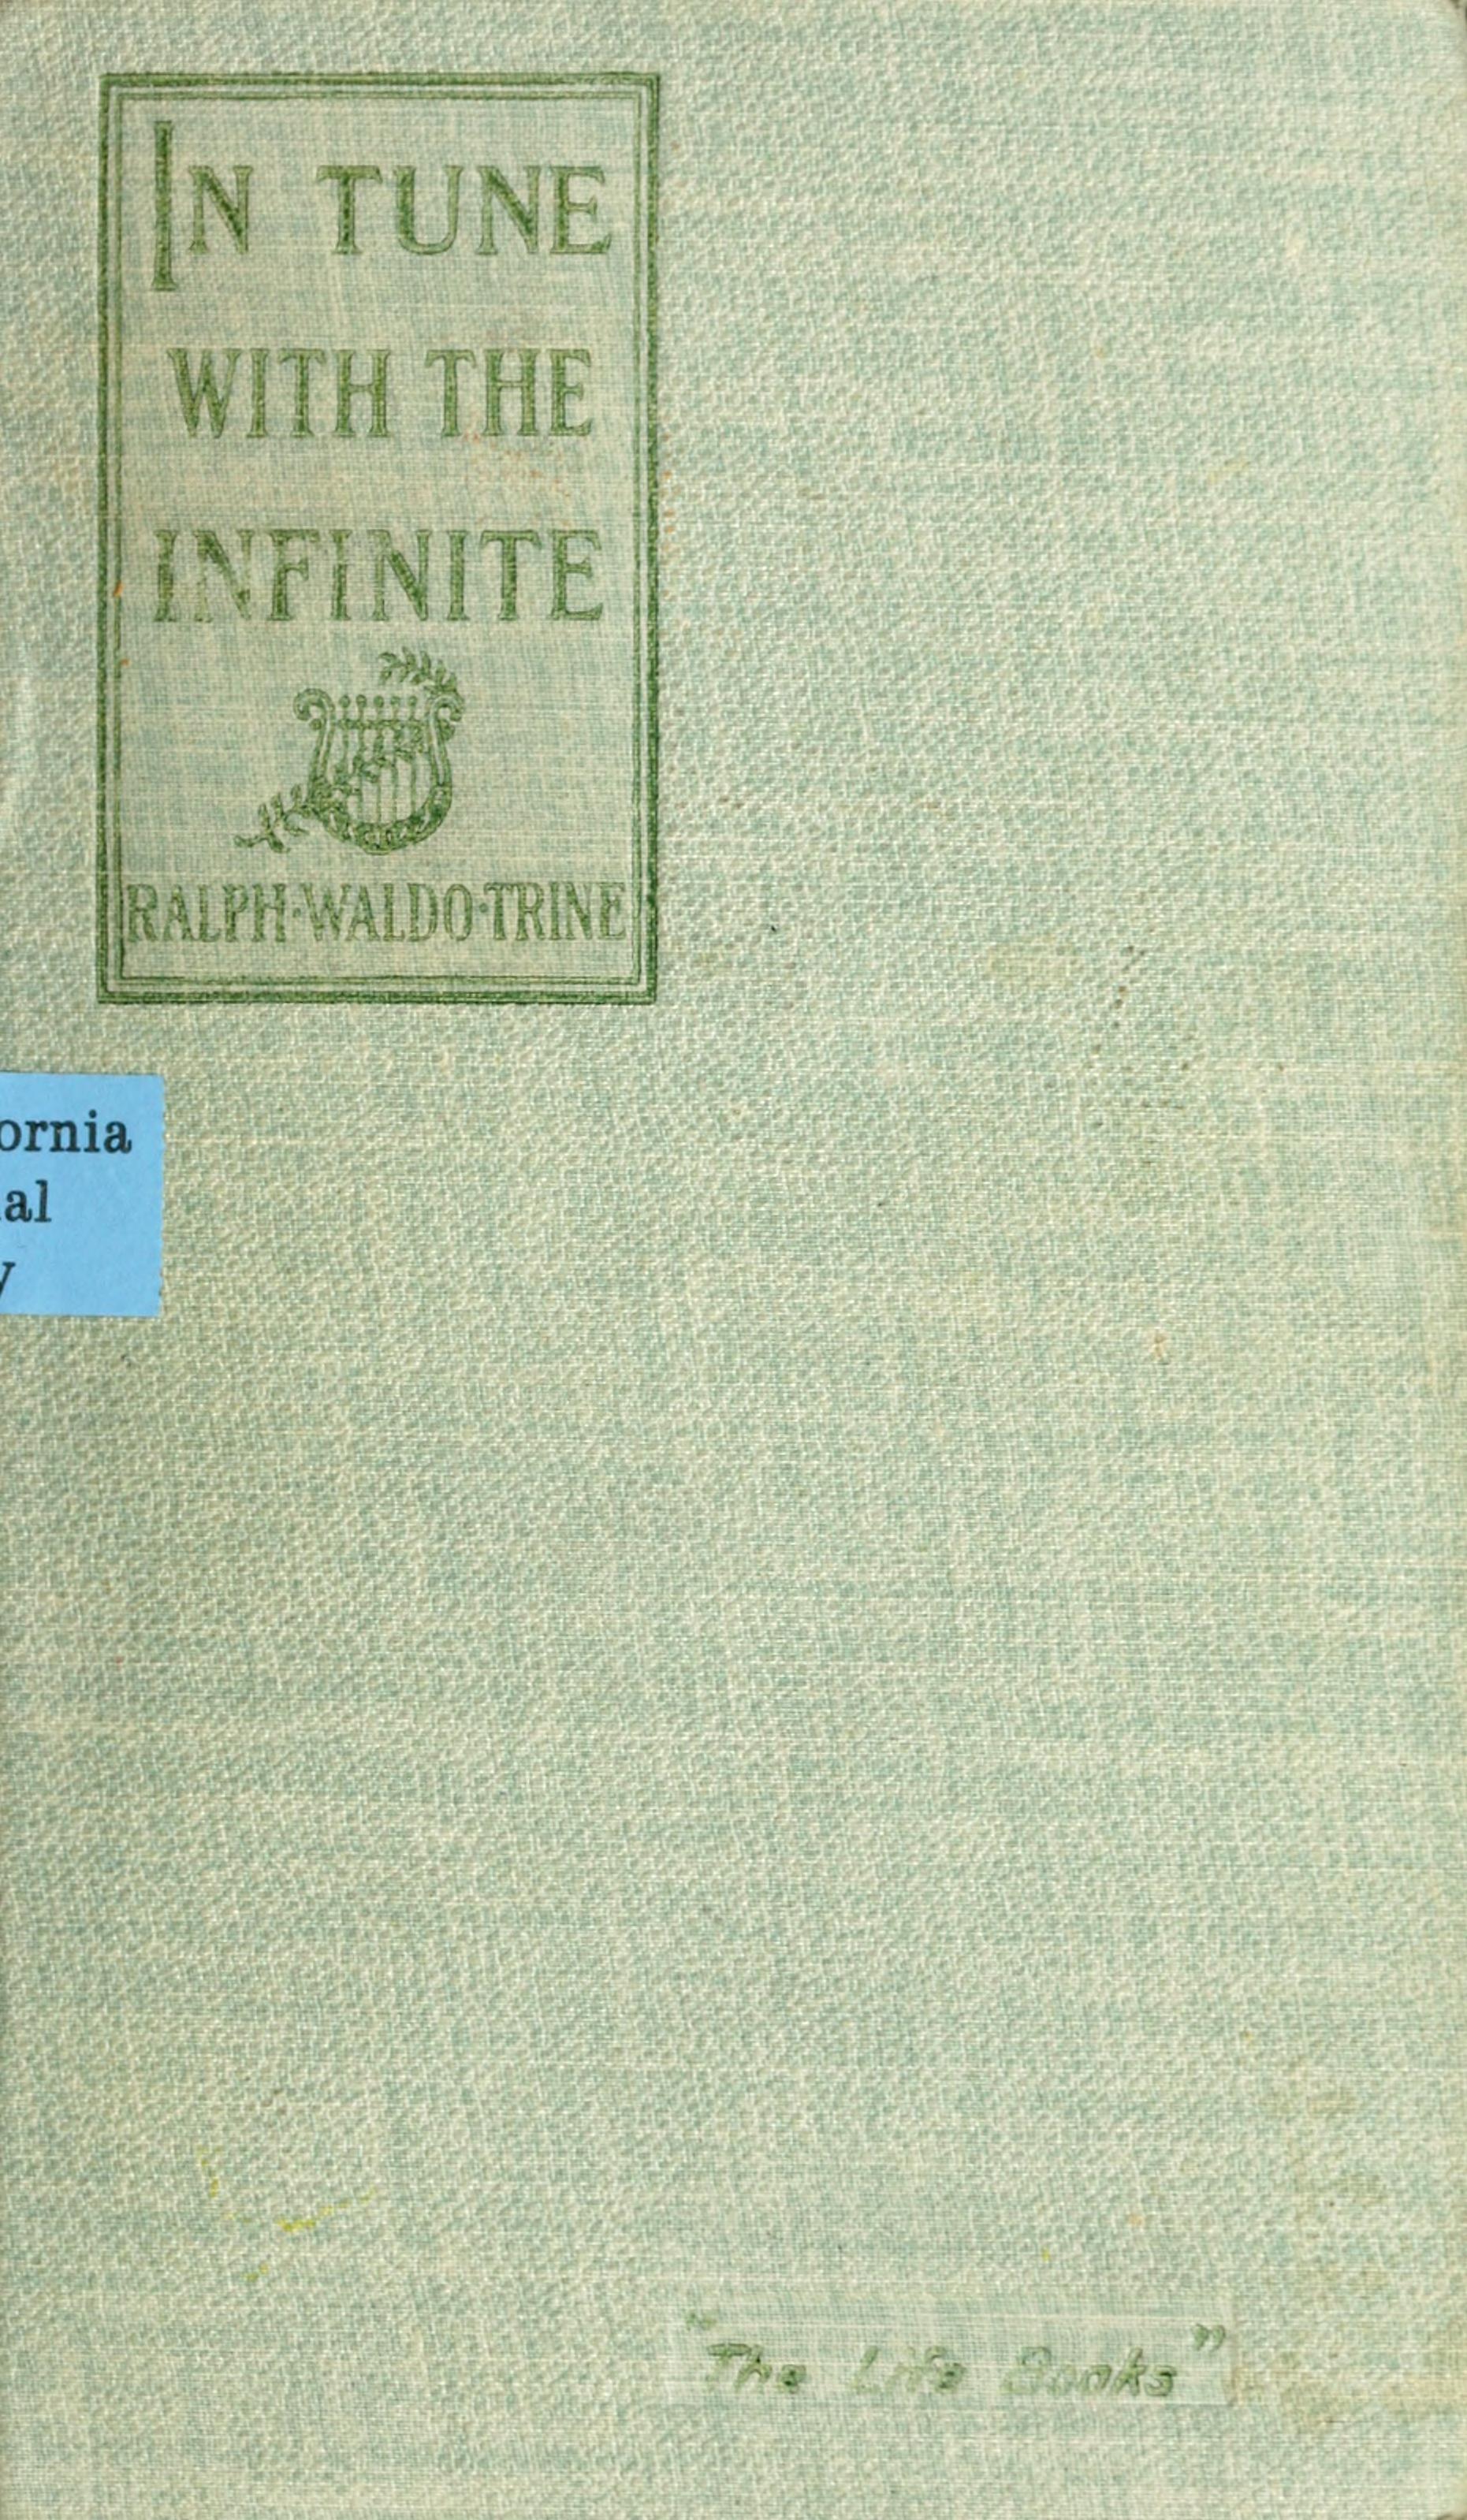 IN TUNE
WITH THE
INFINITE
RALPH·WALDO·TRINE
ornia
al
y
"The Life Books"